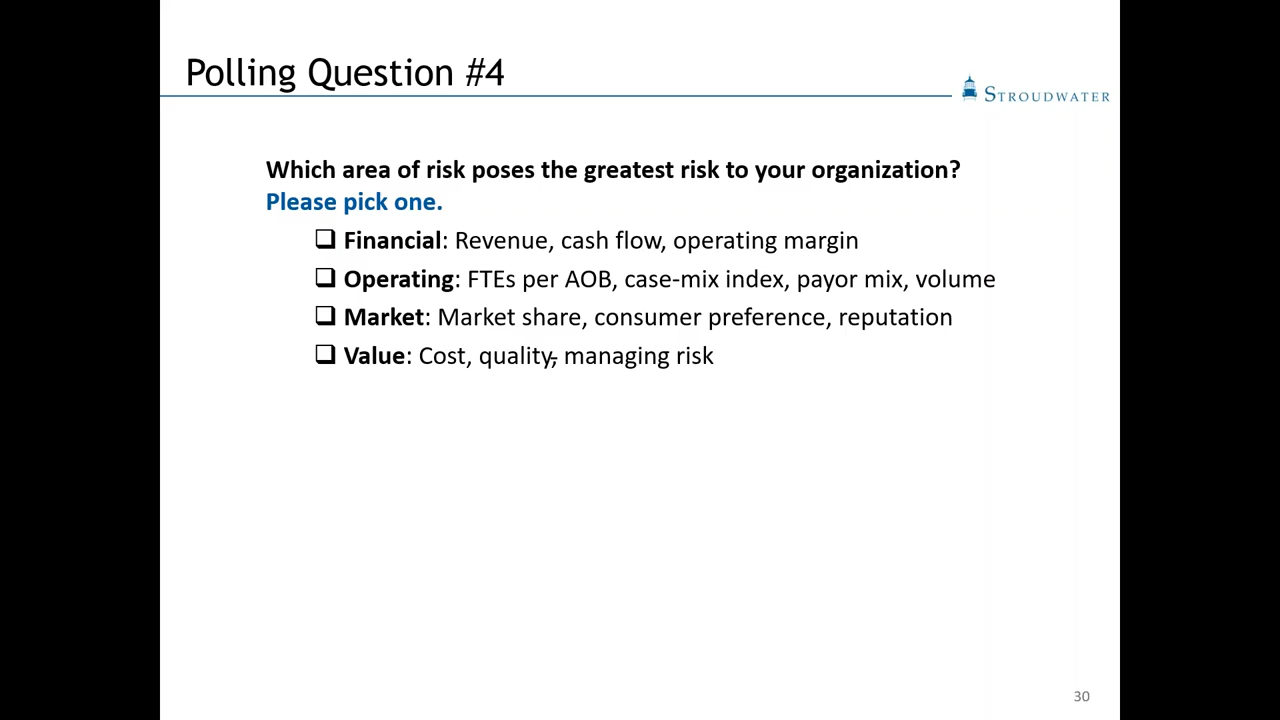 Polling Question #4
STROUDWATER
Which area of risk poses the greatest risk to your organization?
Please pick one.
❑ Financial: Revenue, cash flow, operating margin
❑ Operating: FTEs per AOB, case-mix index, payor mix, volume
❑ Market: Market share, consumer preference, reputation
❑ Value: Cost, quality, managing risk
30